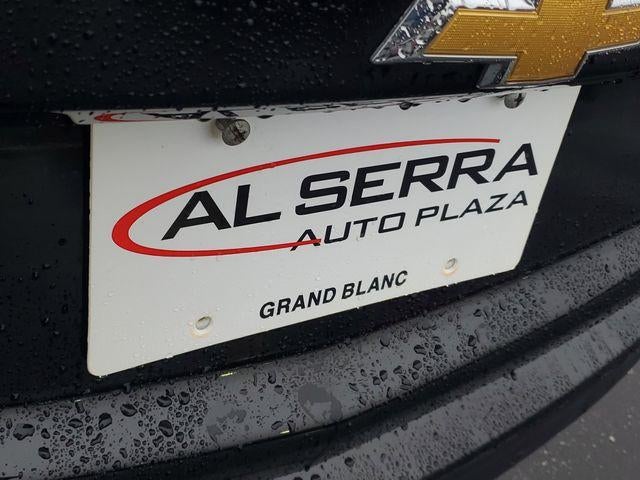 AL SERRA
AUTO PLAZA
GRAND BLANC